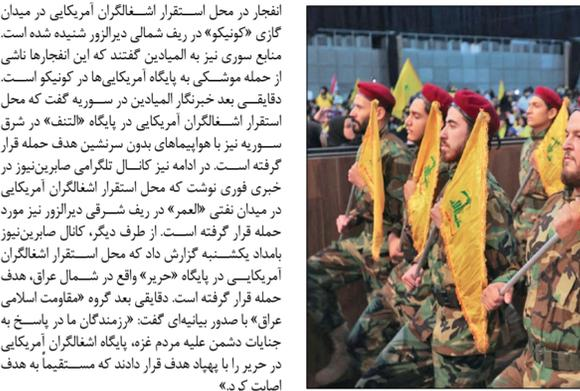 انفجار در محل استقرار اشغالگران آمریکایی در میدان
گازی «کونیکو» در ریف شمالی دیرالزور شنیده شده است.
منابع سوری نیز به المیادین گفتند که این انفجارها ناشی
از حمله موشکی به پایگاه آمریکایی‌ها در کونیکو است.
دقایقی بعد خبرنگار المیادین در سوریه گفت که محل
استقرار اشغالگران آمریکایی در پایگاه «التنف» در شرق
سوریه نیز با هواپیماهای بدون سرنشین هدف حمله قرار
گرفته است. در ادامه نیز کانال تلگرامی صابرین‌نیوز در
خبری فوری نوشت که محل استقرار اشغالگران آمریکایی
در میدان نفتی «العمر» در ریف شرقی دیرالزور نیز مورد
حمله قرار گرفته است. از طرف دیگر، کانال صابرین‌نیوز
بامداد یکشنبه گزارش داد که محل استقرار اشغالگران
آمریکایی در پایگاه «حریر» واقع در شمال عراق، هدف
حمله قرار گرفته است. دقایقی بعد گروه «مقاومت اسلامی
عراق» با صدور بیانیه‌ای گفت: «رزمندگان ما در پاسخ به
جنایات دشمن علیه مردم غزه، پایگاه اشغالگران آمریکایی
در حریر را با پهپاد هدف قرار دادند که مستقیماً به هدف
اصابت کرد.»